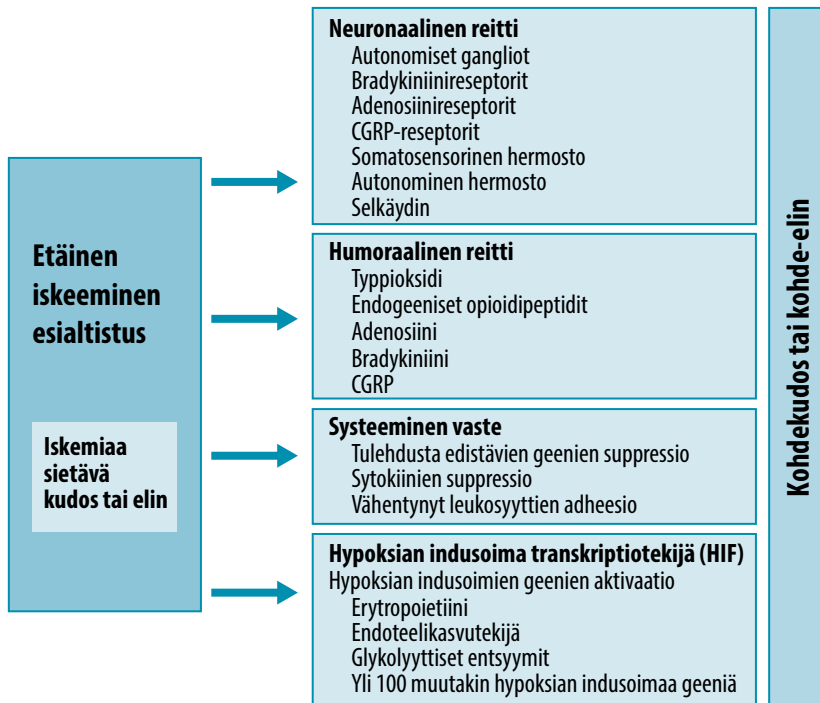 Etäinen
iskeeminen
esialtistus
Iskemiaa
sietävä
kudos tai elin
Neuronaalinen reitti
Autonomiset gangliot
Bradykiniinireseptorit
Adenosiinireseptorit
CGRP-reseptorit
Somatosensorinen hermosto
Autonominen hermosto
Selkäydin
Humoraalinen reitti
Typpioksidi
Endogeeniset opioidipeptidit
Adenosiini
Bradykiniini
CGRP
Systeeminen vaste
Tulehdusta edistävien geenien suppressio
Sytokiinien suppressio
Vähentynyt leukosyyttien adheesio
Hypoksian indusoima transkriptiotekijä (HIF)
Hypoksian indusoimien geenien aktivaatio
Erytropoietiini
Endoteelikasvutekijä
Glykolyyttiset entsyymit
Yli 100 muutakin hypoksian indusoimaa geeniä
Kohdekudos tai kohde-elin